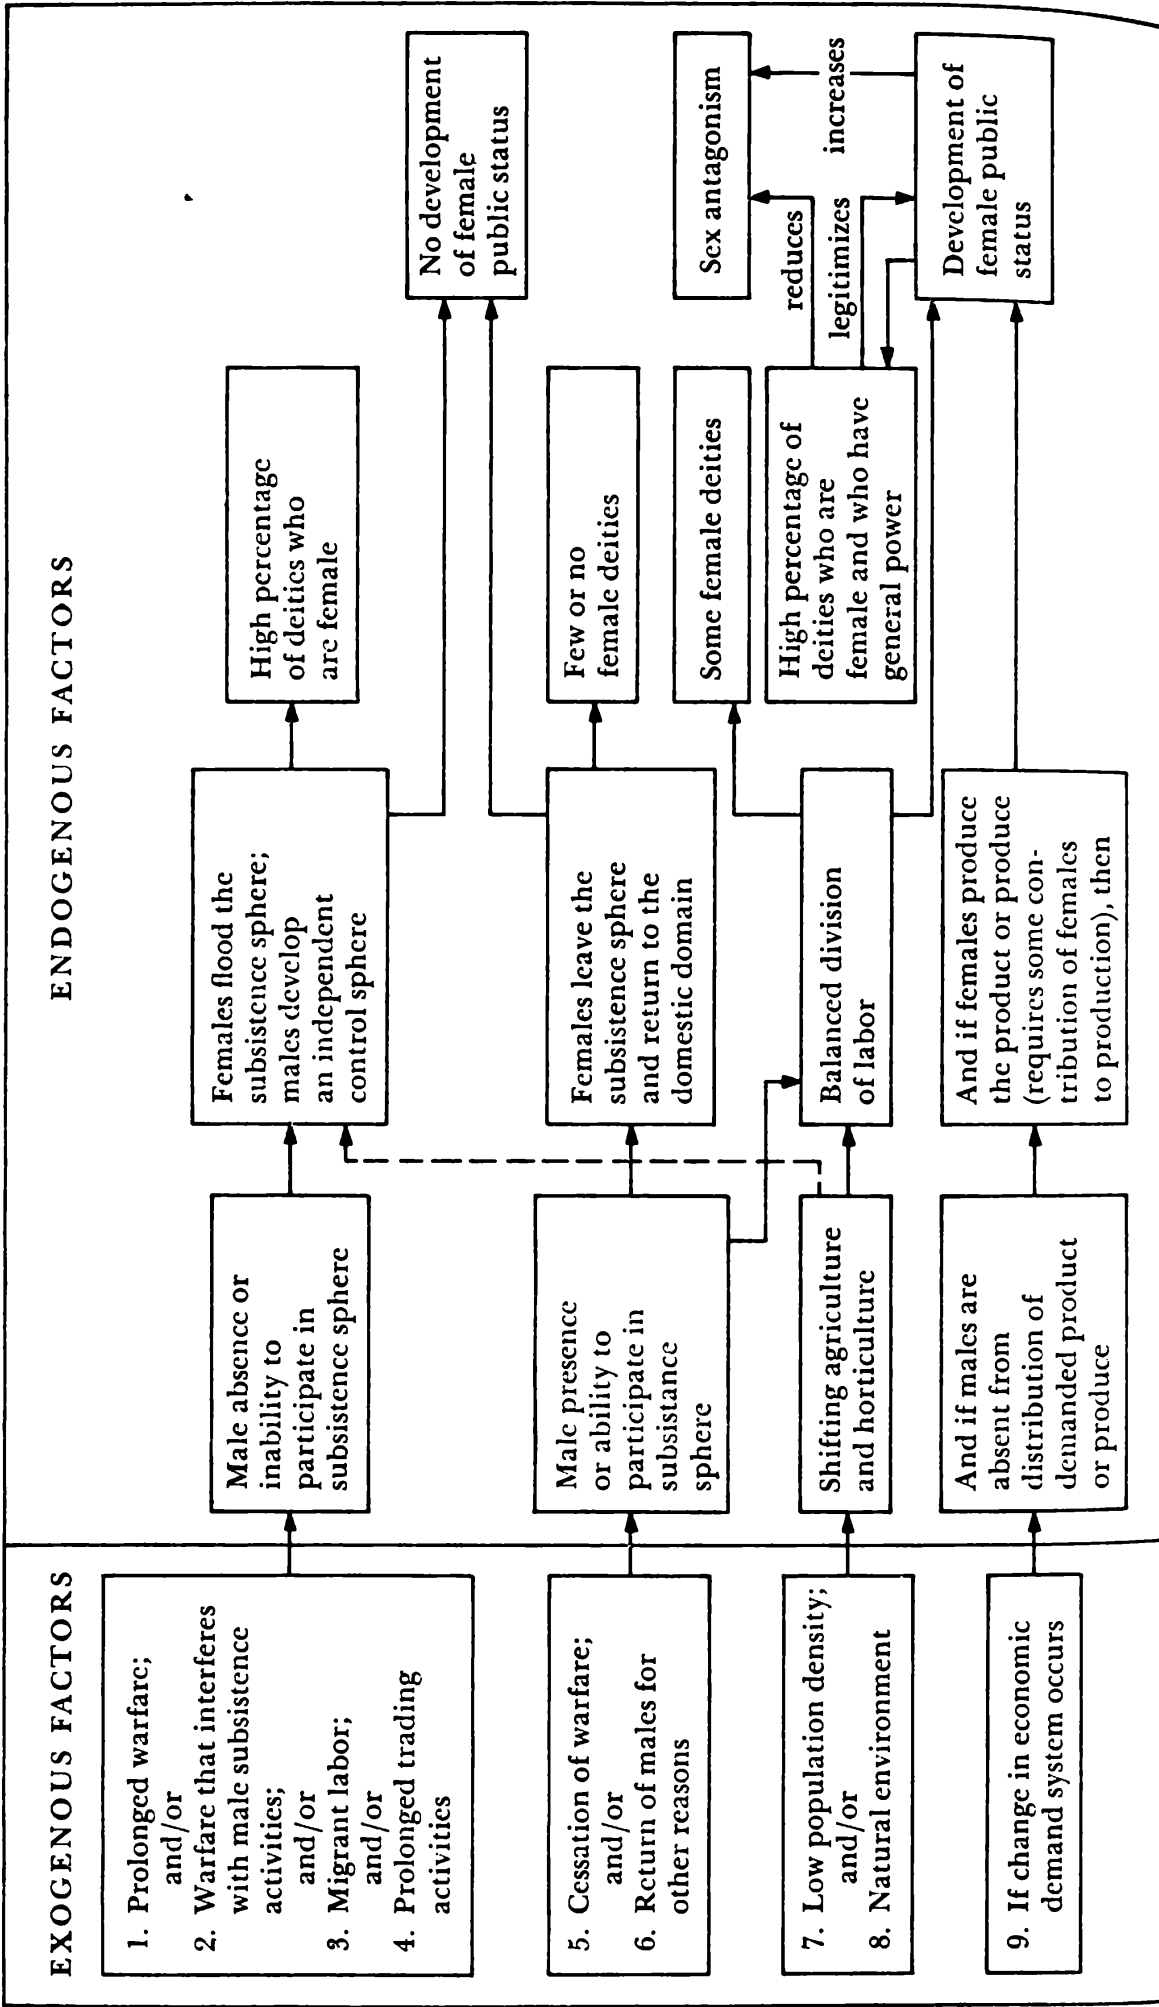 EXOGENOUS FACTORS
ENDOGENOUS FACTORS
1. Prolonged warfare;
and/or
2. Warfare that interferes
with male subsistence
activities;
and/or
3. Migrant labor;
and/or
4. Prolonged trading
activities
Male absence or
inability to
participate in
subsistence sphere
Females flood the
subsistence sphere;
males develop
an independent
control sphere
High percentage
of deities who
are female
No development
of female
public status
5. Cessation of warfare;
and/or
6. Return of males for
other reasons
Male presence
or ability to
participate in
subsistance
sphere
Females leave the
subsistence sphere
and return to the
domestic domain
Few or no
female deities
7. Low population density;
and/or
8. Natural environment
Shifting agriculture
and horticulture
Balanced division
of labor
Some female deities
Sex antagonism
High percentage of
deities who are
female and who have
general power
reduces
legitimizes
increases
9. If change in economic
demand system occurs
And if males are
absent from
distribution of
demanded product
or produce
And if females produce
the product or produce
(requires some con-
tribution of females
to production), then
Development of
female public
status